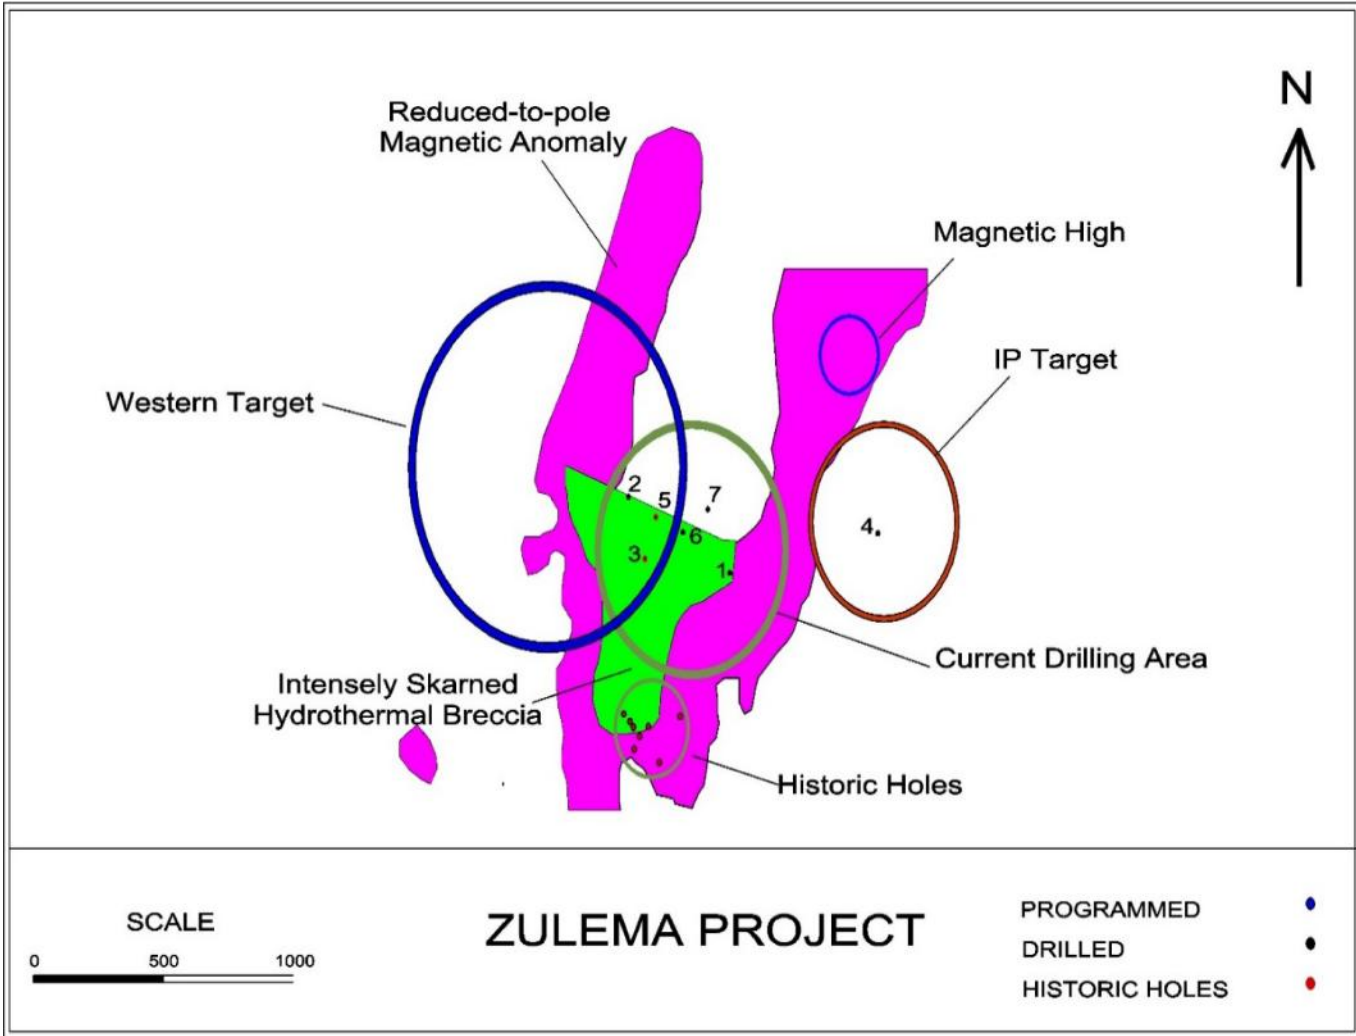 N
Reduced-to-pole
Magnetic Anomaly
Magnetic High
IP Target
Western Target
2
5
7
6
4
3
1
Current Drilling Area
Intensely Skarned
Hydrothermal Breccia
Historic Holes
SCALE
0 500 1000
ZULEMA PROJECT
PROGRAMMED
DRILLED
HISTORIC HOLES